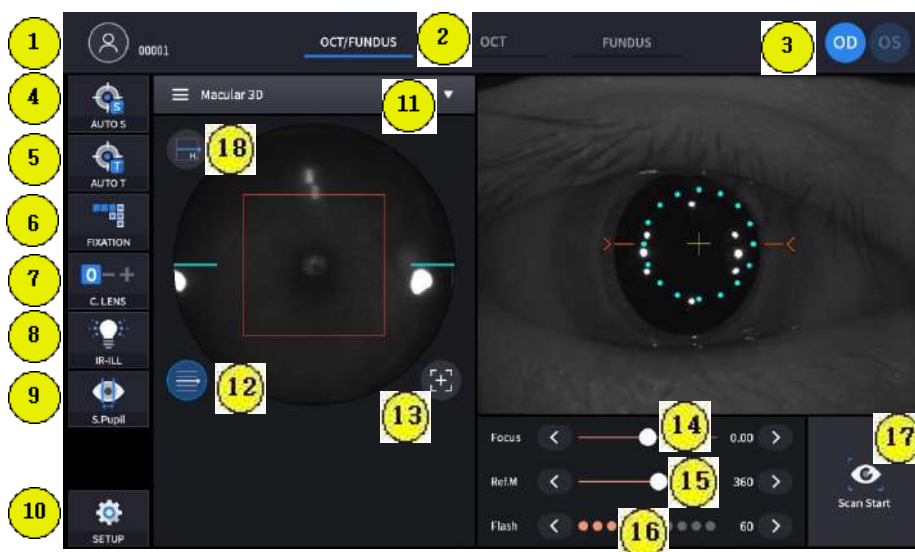 1
00001
OCT/FUNDUS
2
OCT
FUNDUS
3
OD
OS
4
S
AUTO S
Macular 3D
11
▼
5
T
AUTO T
18
H.
6
FIXATION
7
0 - +
C. LENS
8
IR-ILL
12
13
9
S.Pupil
Focus
14
0.00
17
Ref.M
15
360
Scan Start
10
SETUP
Flash
16
60